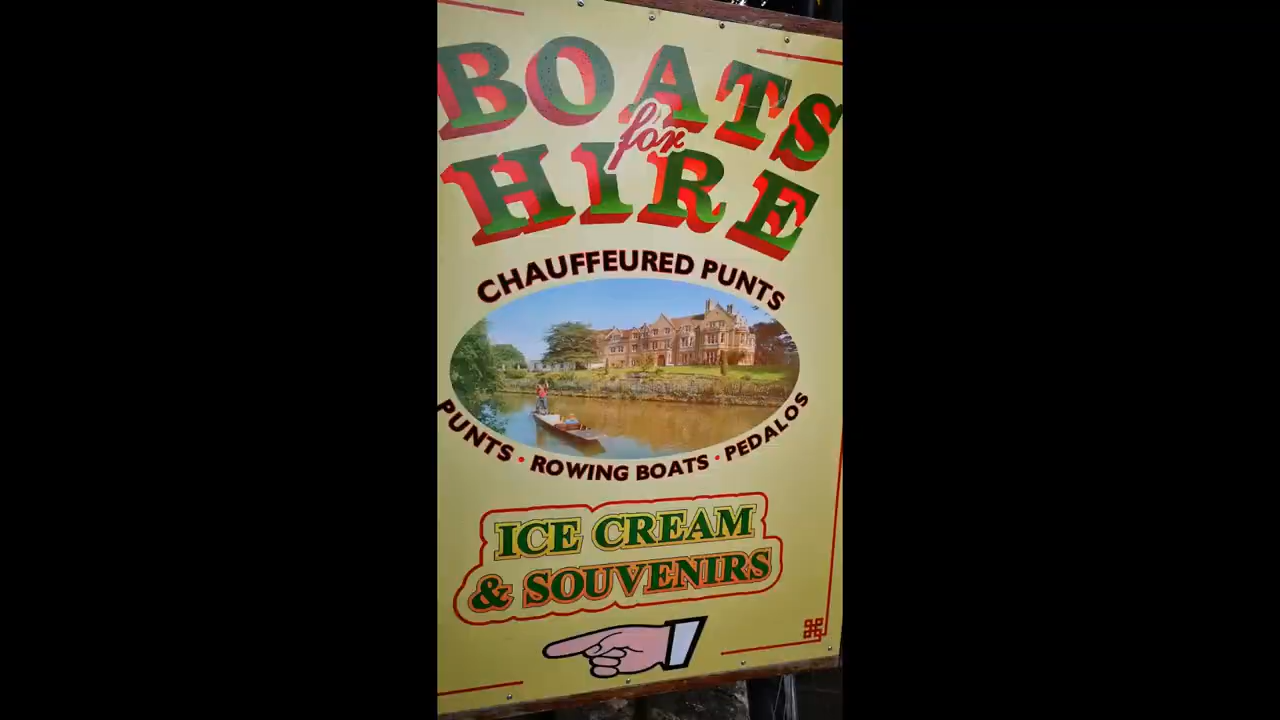 BOATS
for
HIRE
CHAUFFEURED PUNTS
PUNTS • ROWING BOATS • PEDALOS
ICE CREAM
& SOUVENIRS